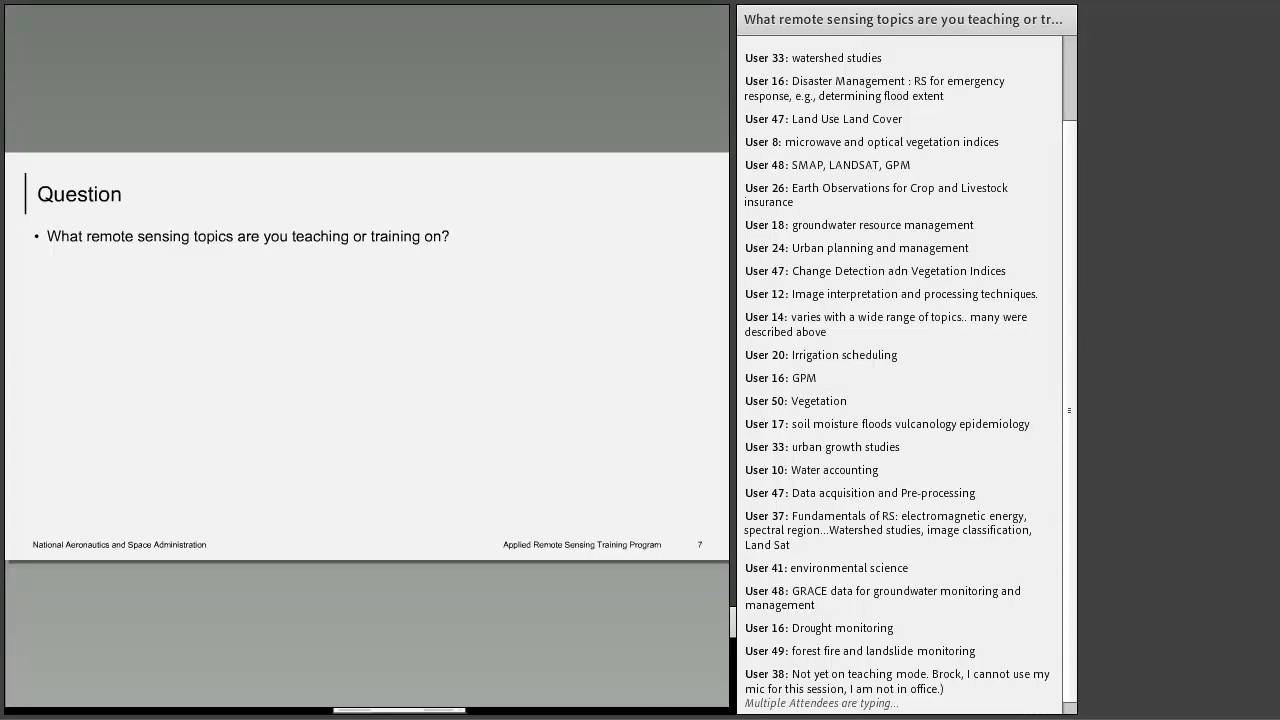 Question
• What remote sensing topics are you teaching or training on?
National Aeronautics and Space Administration
Applied Remote Sensing Training Program
7
What remote sensing topics are you teaching or tr...
User 33: watershed studies
User 16: Disaster Management : RS for emergency
response, e.g., determining flood extent
User 47: Land Use Land Cover
User 8: microwave and optical vegetation indices
User 48: SMAP, LANDSAT, GPM
User 26: Earth Observations for Crop and Livestock
insurance
User 18: groundwater resource management
User 24: Urban planning and management
User 47: Change Detection adn Vegetation Indices
User 12: Image interpretation and processing techniques.
User 14: varies with a wide range of topics.. many were
described above
User 20: Irrigation scheduling
User 16: GPM
User 50: Vegetation
User 17: soil moisture floods vulcanology epidemiology
User 33: urban growth studies
User 10: Water accounting
User 47: Data acquisition and Pre-processing
User 37: Fundamentals of RS: electromagnetic energy,
spectral region...Watershed studies, image classification,
Land Sat
User 41: environmental science
User 48: GRACE data for groundwater monitoring and
management
User 16: Drought monitoring
User 49: forest fire and landslide monitoring
User 38: Not yet on teaching mode. Brock, I cannot use my
mic for this session, I am not in office.)
Multiple Attendees are typing...